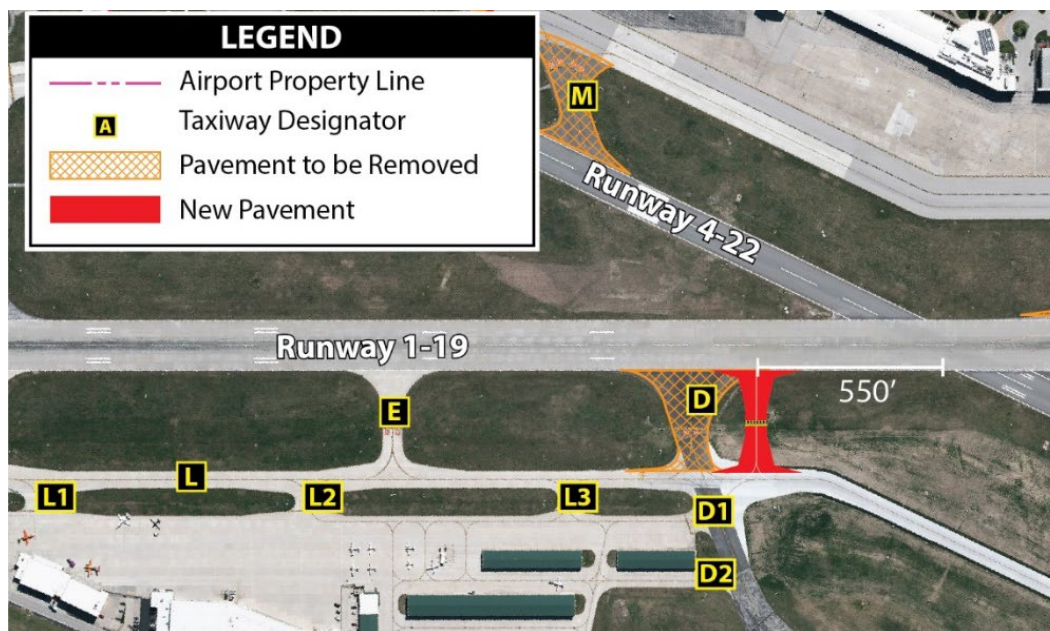 LEGEND
Airport Property Line
A
Taxiway Designator
Pavement to be Removed
New Pavement
M
Runway 4-22
Runway 1-19
550’
D
E
L
L1
L2
L3
D1
D2